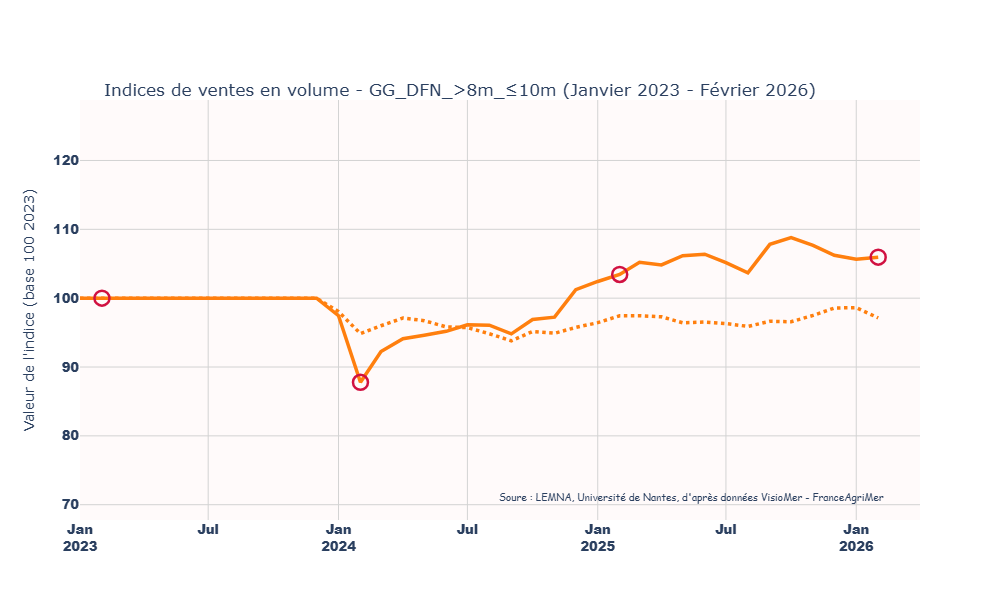 Indices de ventes en volume - GG_DFN_>8m_≤10m (Janvier 2023 - Février 2026)
Valeur de l'Indice (base 100 2023)
120
110
100
90
80
70
Soure : LEMNA, Université de Nantes, d'après données VisioMer - FranceAgriMer
Jan Jul Jan Jul Jan Jul Jan
2023 2024 2025 2026